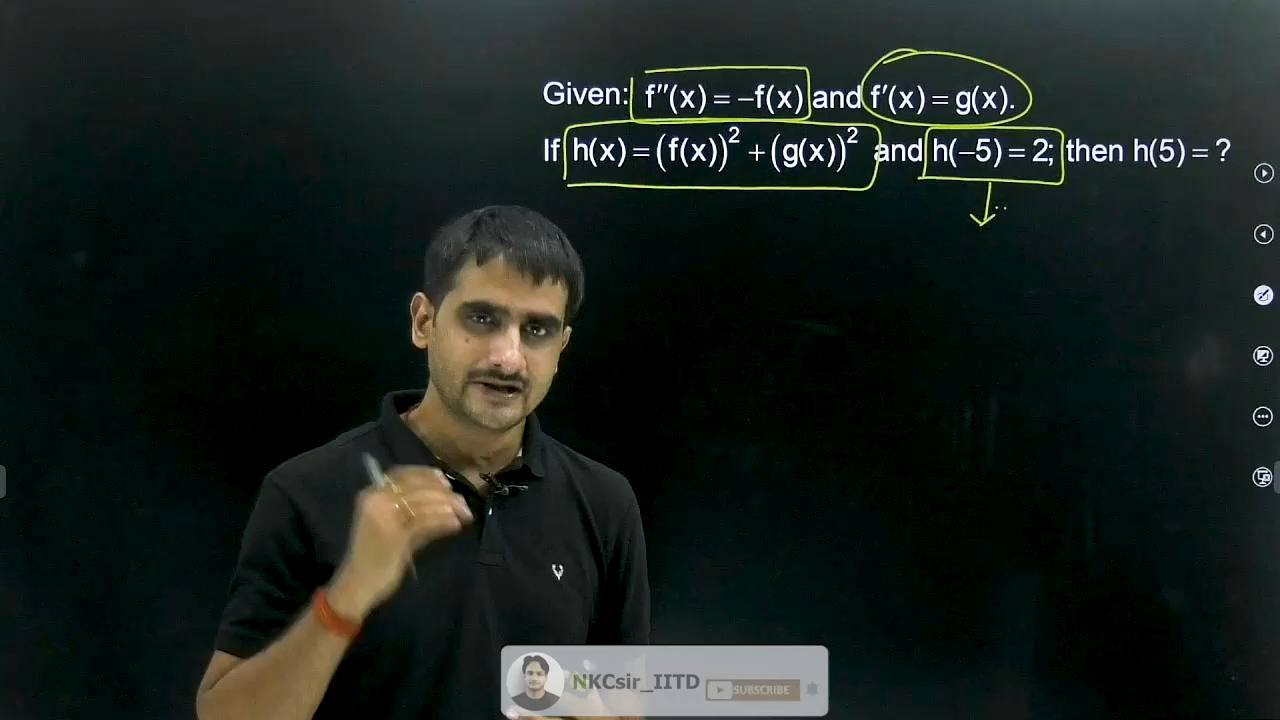 Given: f″(x) = −f(x) and f′(x) = g(x).
If h(x) = (f(x))² + (g(x))² and h(−5) = 2; then h(5) = ?
NKCsir_IITD
SUBSCRIBE